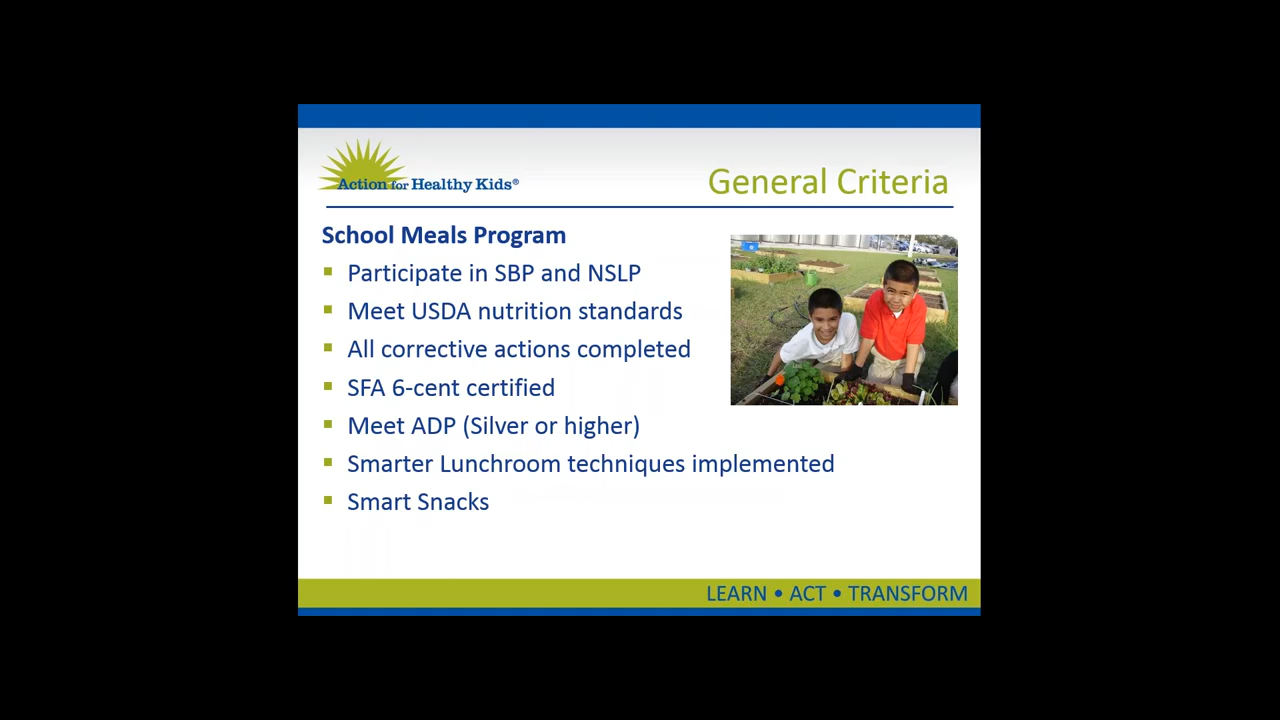 Action for Healthy Kids®
General Criteria
School Meals Program
Participate in SBP and NSLP
Meet USDA nutrition standards
All corrective actions completed
SFA 6-cent certified
Meet ADP (Silver or higher)
Smarter Lunchroom techniques implemented
Smart Snacks
LEARN • ACT • TRANSFORM